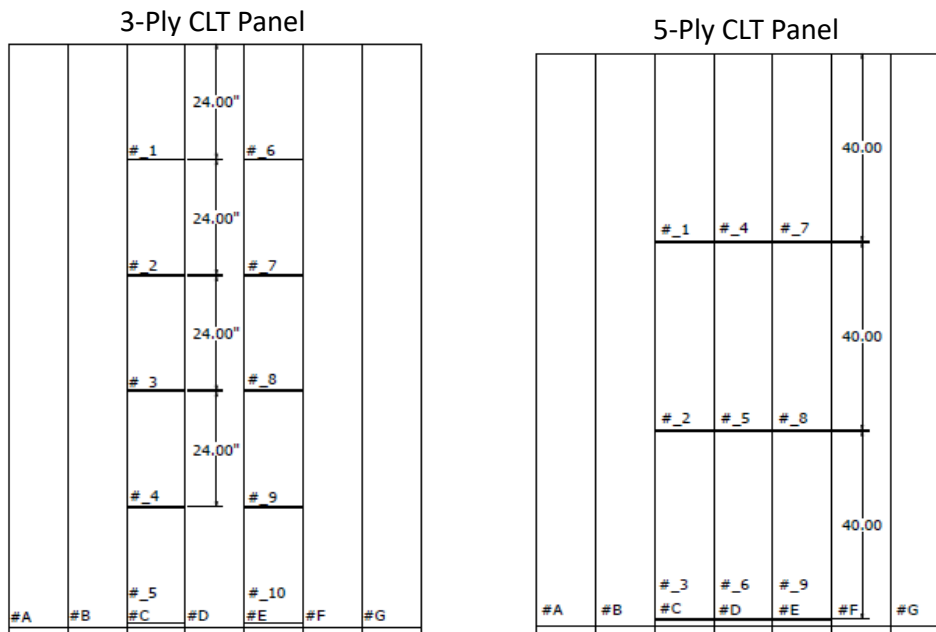 3-Ply CLT Panel
24.00"
#_1 #_6
24.00"
#_2 #_7
24.00"
#_3 #_8
24.00"
#_4 #_9
#_5 #_10
#A #B #C #D #E #F #G
5-Ply CLT Panel
40.00
#_1 #_4 #_7
40.00
#_2 #_5 #_8
40.00
#_3 #_6 #_9
#A #B #C #D #E #F #G